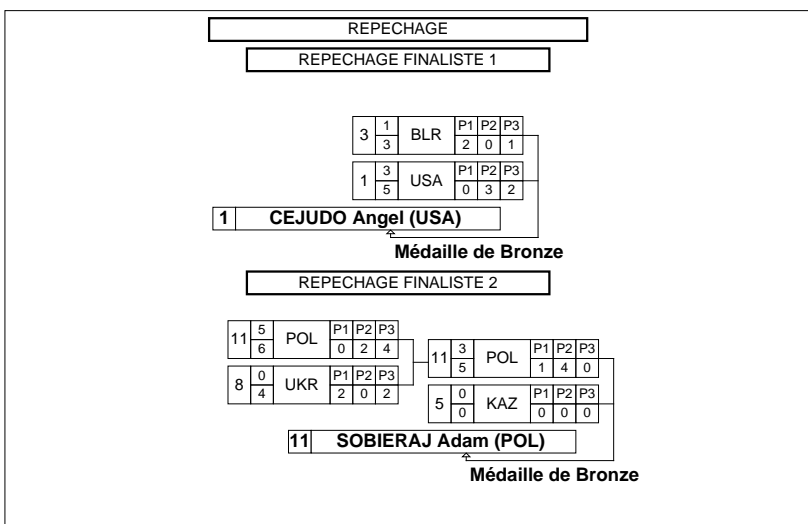 REPECHAGE
REPECHAGE FINALISTE 1
3 1 BLR P1 P2 P3
3 2 0 1
1 3 USA P1 P2 P3
5 0 3 2
1 CEJUDO Angel (USA)
Médaille de Bronze
REPECHAGE FINALISTE 2
11 5 POL P1 P2 P3
6 0 2 4
8 0 UKR P1 P2 P3
4 2 0 2
11 3 POL P1 P2 P3
5 1 4 0
5 0 KAZ P1 P2 P3
0 0 0 0
11 SOBIERAJ Adam (POL)
Médaille de Bronze